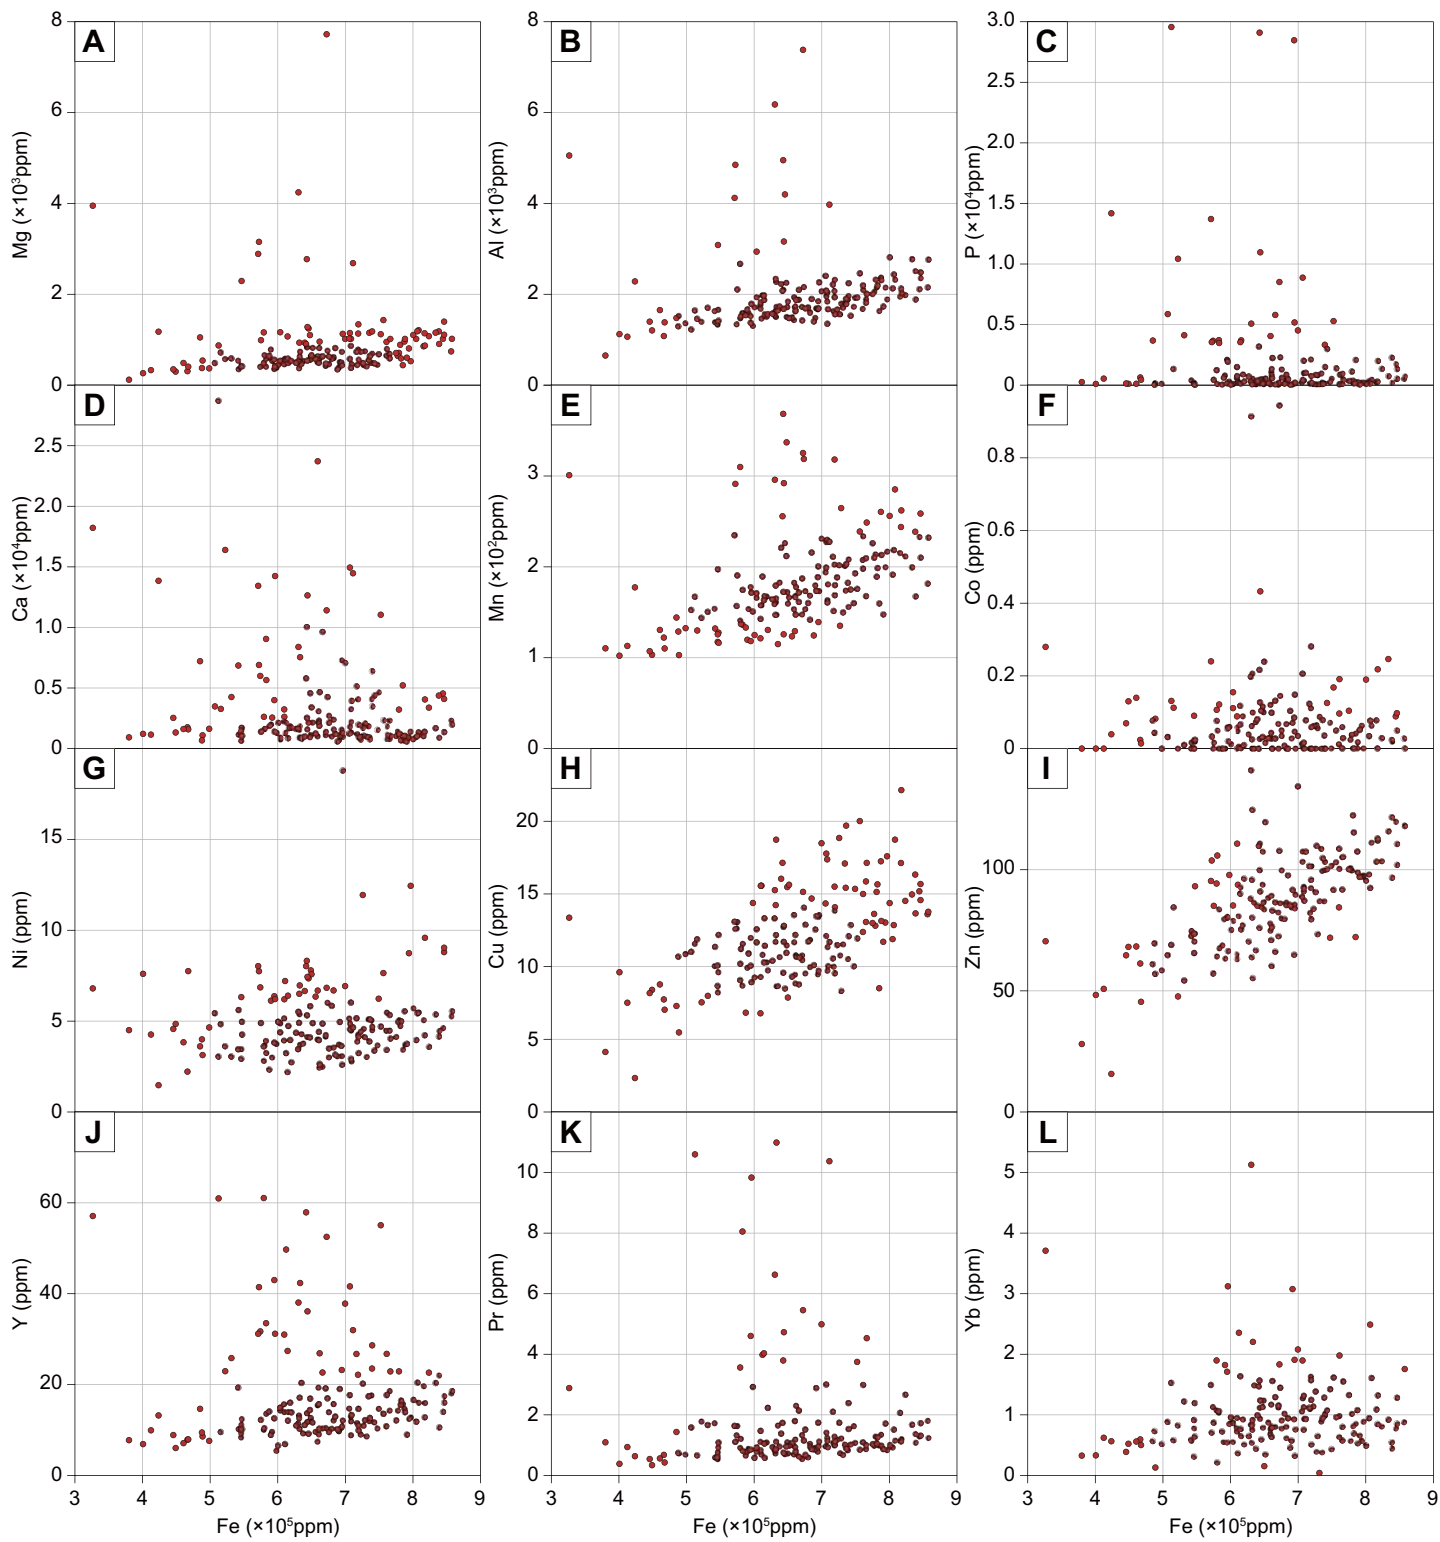 A
8
6
4
2
0
Mg (×10³ppm)
B
8
6
4
2
0
Al (×10³ppm)
C
3.0
2.5
2.0
1.5
1.0
0.5
0
P (×10⁴ppm)
D
2.5
2.0
1.5
1.0
0.5
0
Ca (×10⁴ppm)
E
3
2
1
0
Mn (×10²ppm)
F
0.8
0.6
0.4
0.2
0
Co (ppm)
G
15
10
5
0
Ni (ppm)
H
20
15
10
5
0
Cu (ppm)
I
100
50
0
Zn (ppm)
J
60
40
20
0
Y (ppm)
3 4 5 6 7 8 9
Fe (×10⁵ppm)
K
10
8
6
4
2
0
Pr (ppm)
3 4 5 6 7 8 9
Fe (×10⁵ppm)
L
5
4
3
2
1
0
Yb (ppm)
3 4 5 6 7 8 9
Fe (×10⁵ppm)